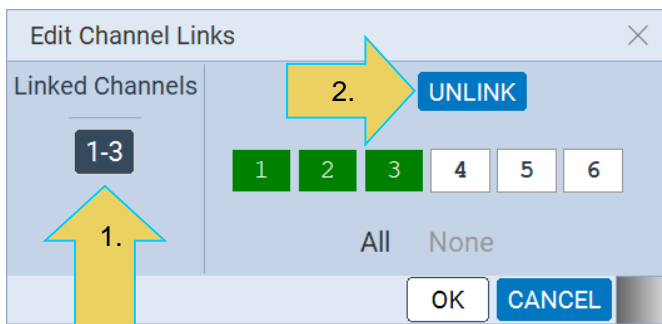 Edit Channel Links
Linked Channels
2.
UNLINK
1-3
1 2 3 4 5 6
1.
All None
OK CANCEL